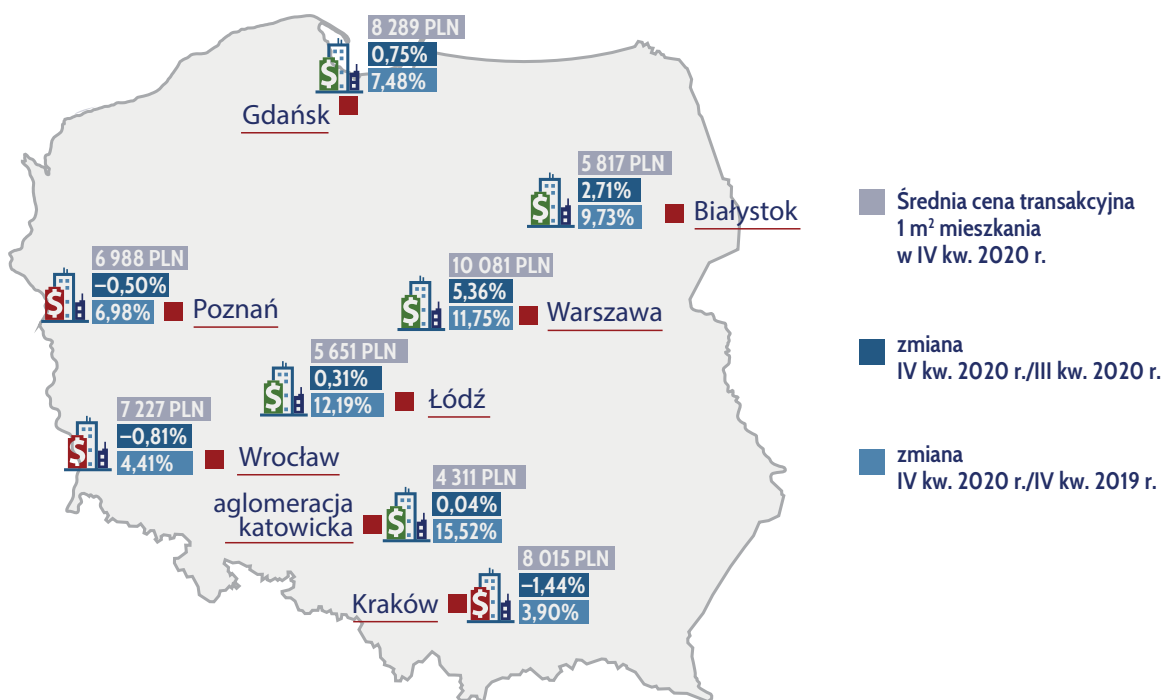 8 289 PLN
0,75%
7,48%
Gdańsk
5 817 PLN
2,71%
9,73%
Białystok
6 988 PLN
–0,50%
6,98%
Poznań
10 081 PLN
5,36%
11,75%
Warszawa
5 651 PLN
0,31%
12,19%
Łódź
7 227 PLN
–0,81%
4,41%
Wrocław
4 311 PLN
0,04%
15,52%
aglomeracja
katowicka
8 015 PLN
–1,44%
3,90%
Kraków
Średnia cena transakcyjna
1 m² mieszkania
w IV kw. 2020 r.
zmiana
IV kw. 2020 r./III kw. 2020 r.
zmiana
IV kw. 2020 r./IV kw. 2019 r.